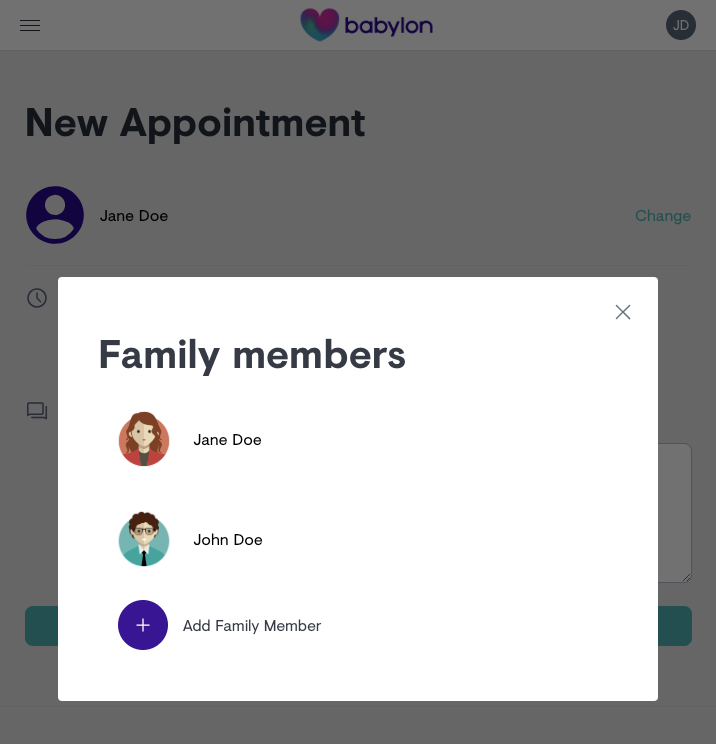 babylon
JD
New Appointment
Jane Doe
Change
Family members
Jane Doe
John Doe
Add Family Member